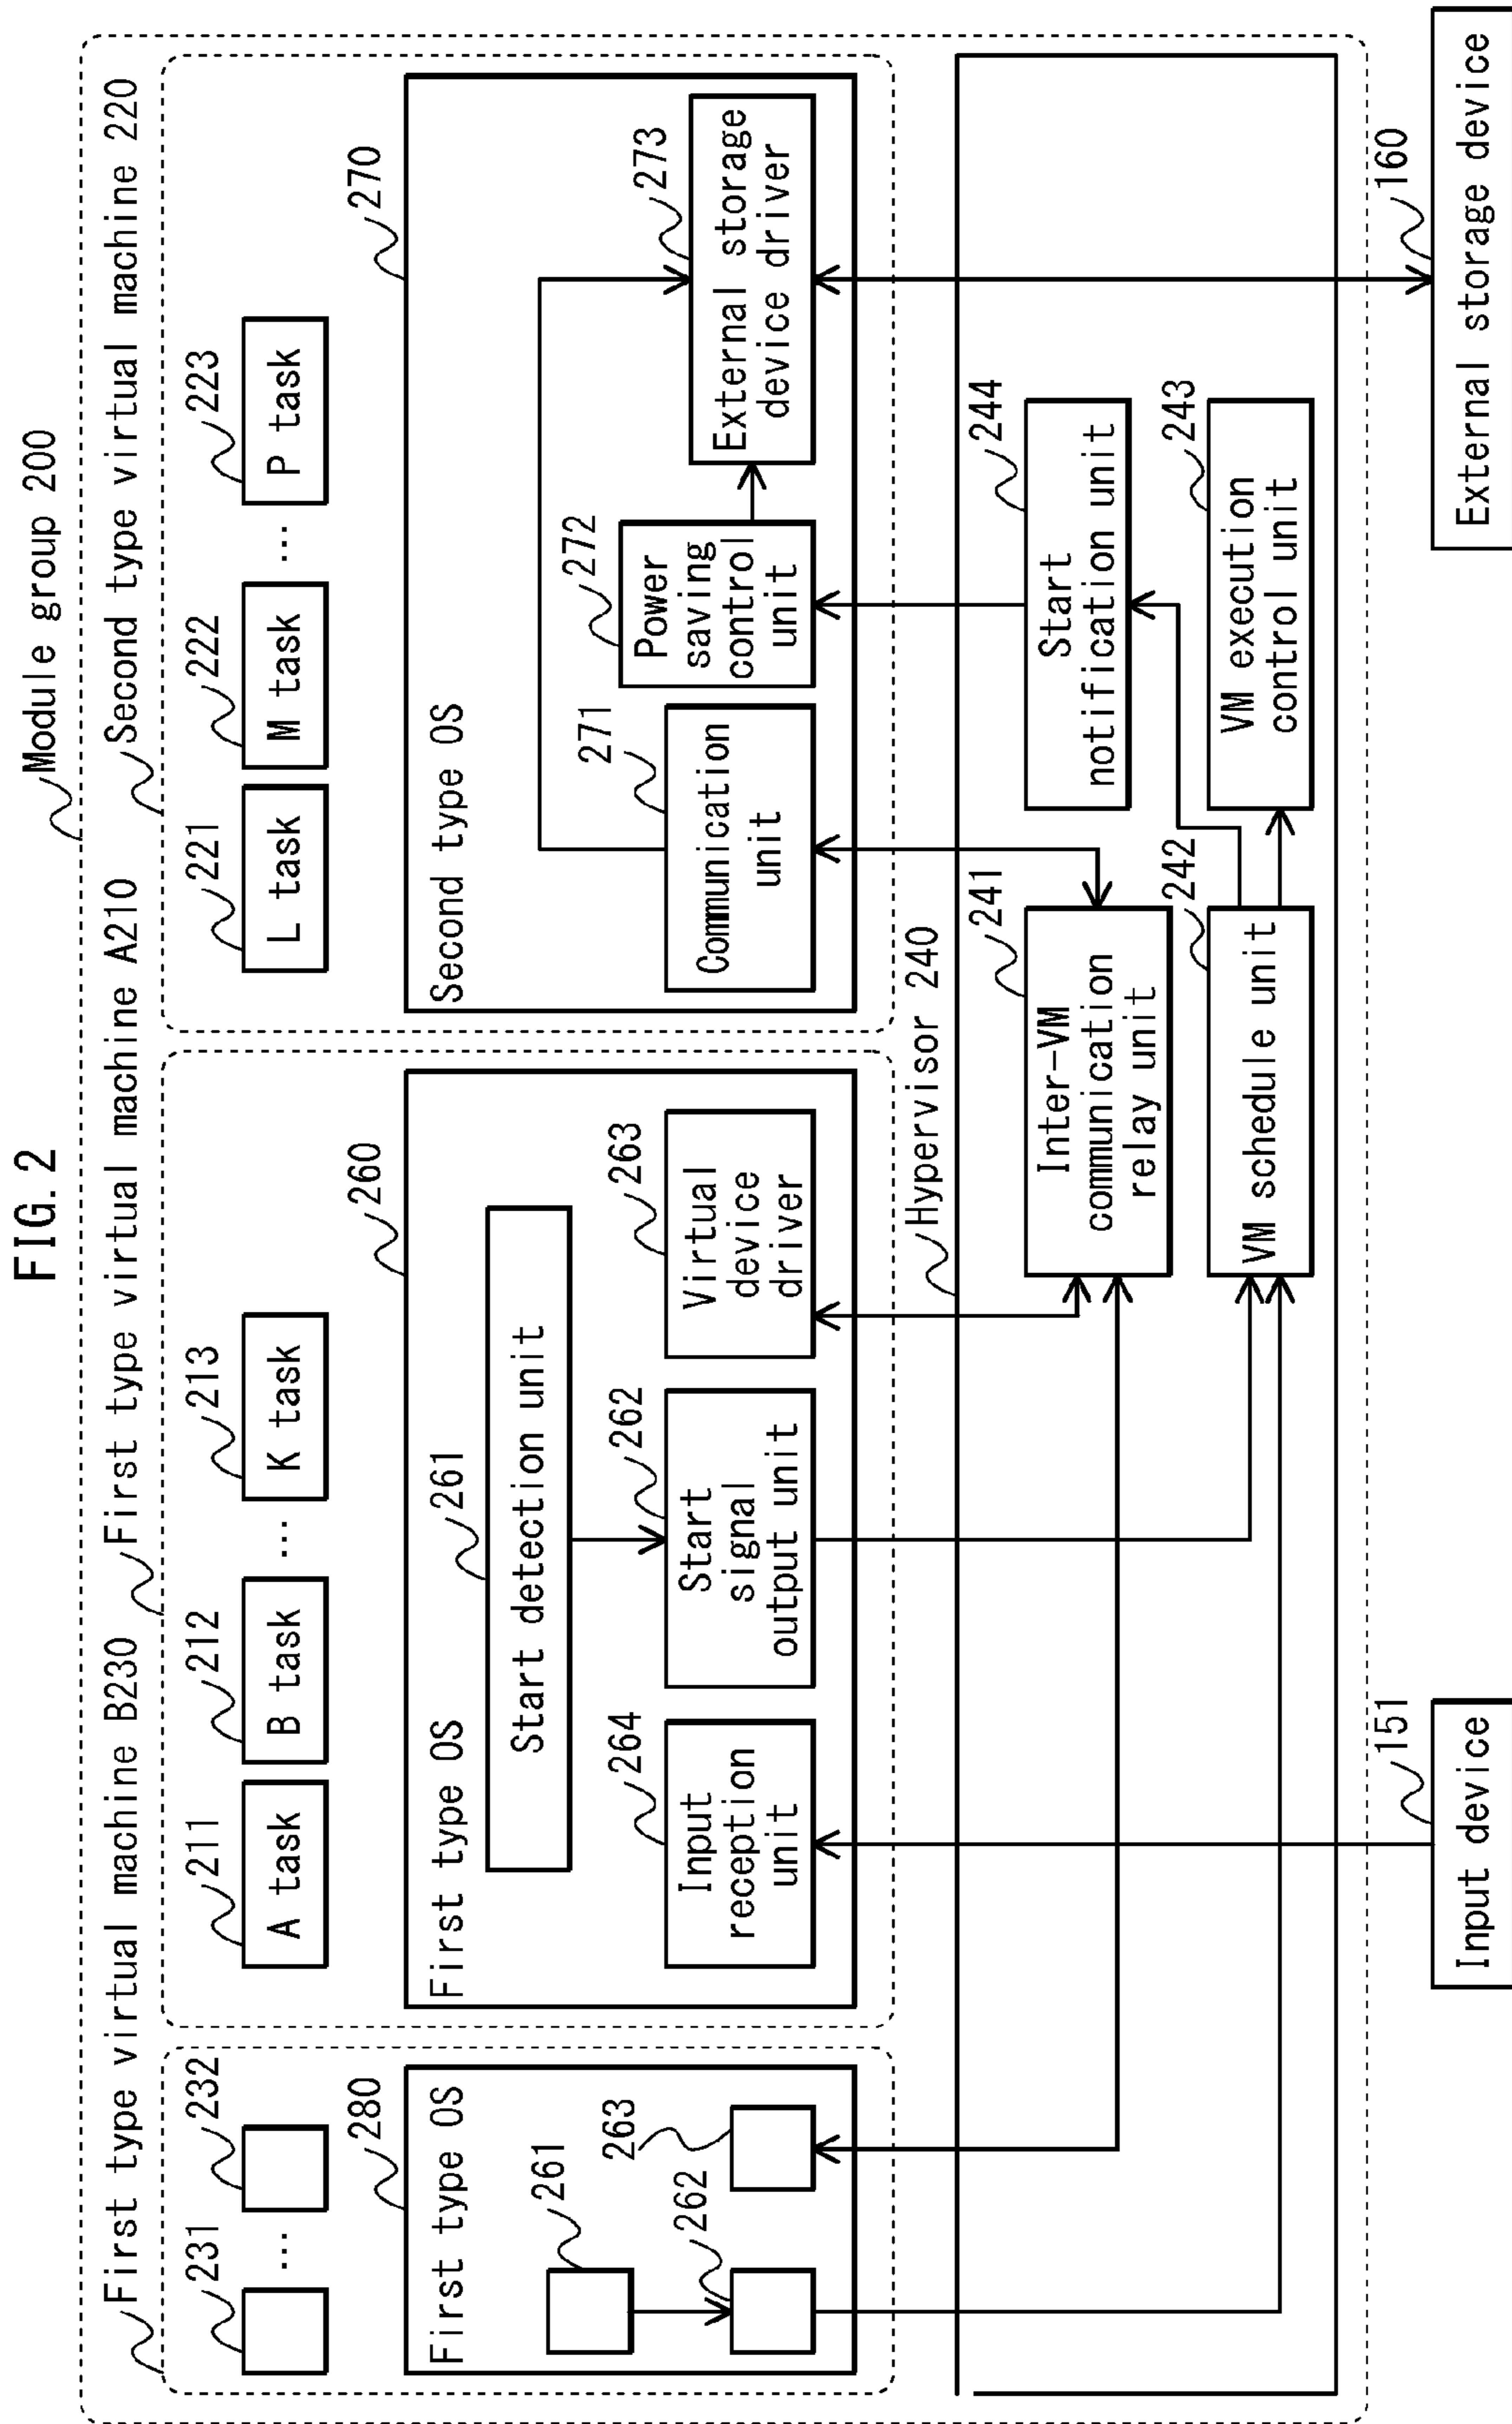 FIG. 2
Module group 200
First type virtual machine B230
First type virtual machine A210
Second type virtual machine 220
231
...
232
211
A task
212
B task
...
213
K task
221
L task
222
M task
...
223
P task
280
First type OS
261
262
263
260
First type OS
261
Start detection unit
264
Input
reception
unit
262
Start
signal
output unit
263
Virtual
device
driver
270
Second type OS
271
Communication
unit
272
Power
saving
control
unit
273
External storage
device driver
Hypervisor 240
241
Inter-VM
communication
relay unit
244
Start
notification unit
242
VM schedule unit
243
VM execution
control unit
151
Input device
160
External storage device